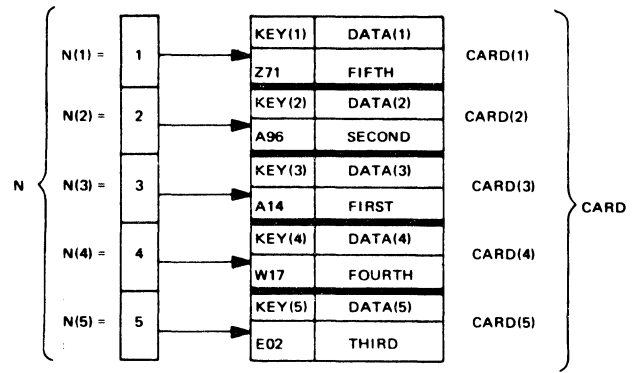 KEY(1) DATA(1)
N(1) = 1 CARD(1)
Z71 FIFTH
KEY(2) DATA(2)
N(2) = 2 CARD(2)
A96 SECOND
KEY(3) DATA(3)
N N(3) = 3 CARD(3) CARD
A14 FIRST
KEY(4) DATA(4)
N(4) = 4 CARD(4)
W17 FOURTH
KEY(5) DATA(5)
N(5) = 5 CARD(5)
E02 THIRD